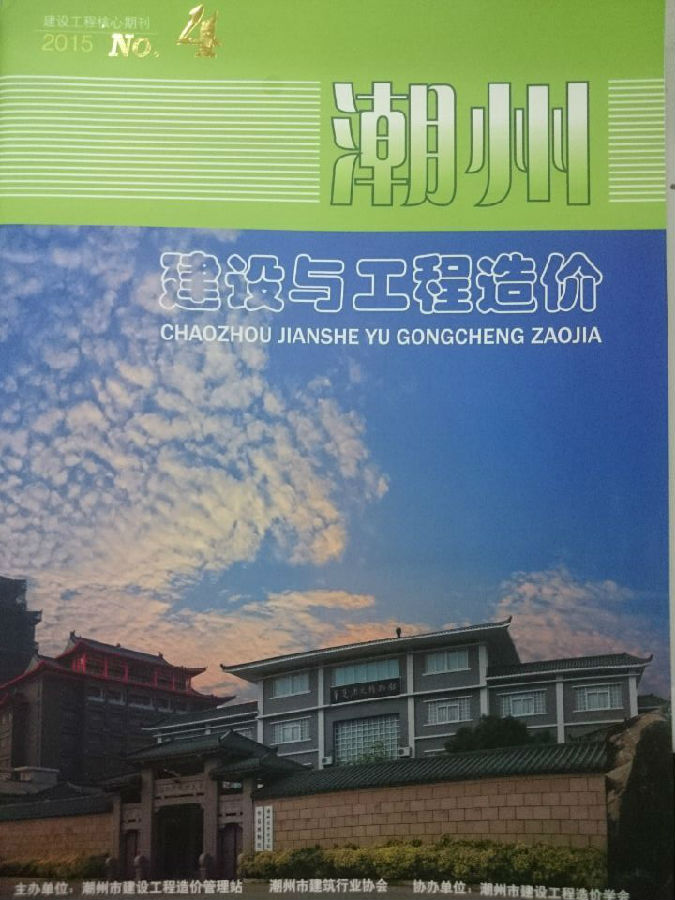 建设工程核心期刊
2015 No. 4
潮州
建设与工程造价
CHAOZHOU JIANSHE YU GONGCHENG ZAOJIA
主办单位：潮州市建设工程造价管理站 潮州市建筑行业协会 协办单位：潮州市建设工程造价学会